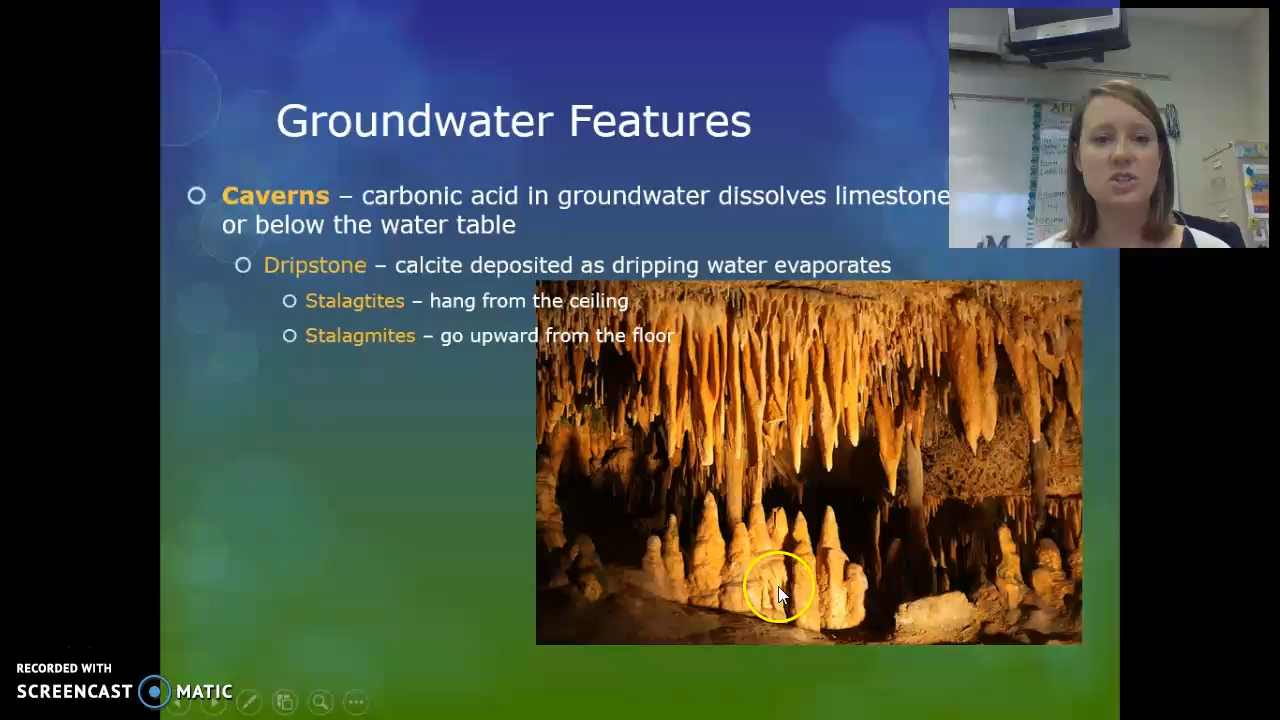 Groundwater Features
Caverns – carbonic acid in groundwater dissolves limestone
or below the water table
Dripstone – calcite deposited as dripping water evaporates
Stalagtites – hang from the ceiling
Stalagmites – go upward from the floor
RECORDED WITH
SCREENCAST MATIC